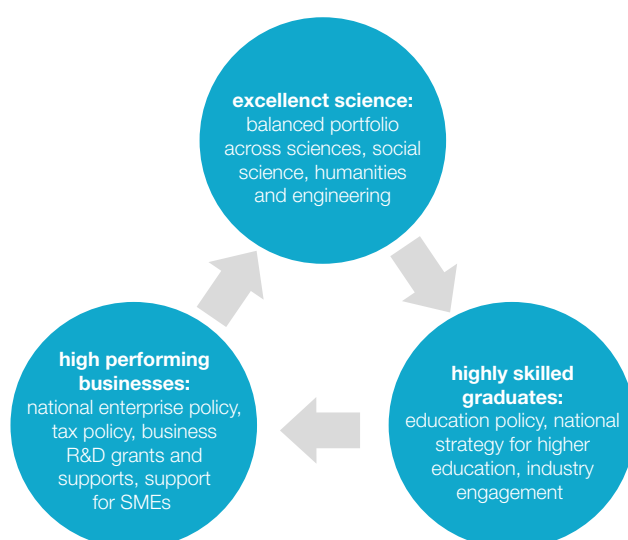 excellenct science:
balanced portfolio
across sciences, social
science, humanities
and engineering
high performing
businesses:
national enterprise policy,
tax policy, business
R&D grants and
supports, support
for SMEs
highly skilled
graduates:
education policy, national
strategy for higher
education, industry
engagement